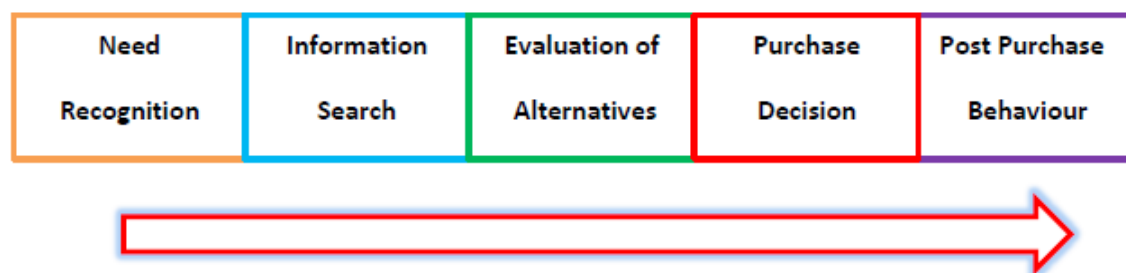 Need
Recognition
Information
Search
Evaluation of
Alternatives
Purchase
Decision
Post Purchase
Behaviour